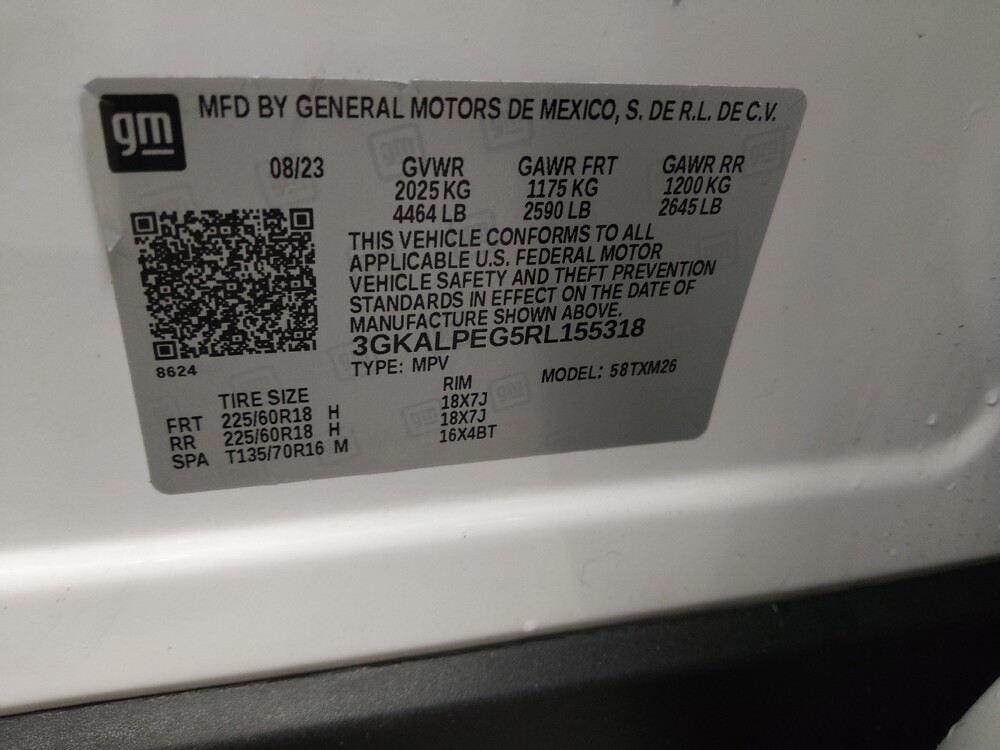 gm
MFD BY GENERAL MOTORS DE MEXICO, S. DE R.L. DE C.V.
08/23 GVWR GAWR FRT GAWR RR
2025 KG 1175 KG 1200 KG
4464 LB 2590 LB 2645 LB
THIS VEHICLE CONFORMS TO ALL
APPLICABLE U.S. FEDERAL MOTOR
VEHICLE SAFETY AND THEFT PREVENTION
STANDARDS IN EFFECT ON THE DATE OF
MANUFACTURE SHOWN ABOVE.
3GKALPEG5RL155318
8624
TYPE: MPV MODEL: 58TXM26
TIRE SIZE RIM
FRT 225/60R18 H 18X7J
RR 225/60R18 H 18X7J
SPA T135/70R16 M 16X4BT